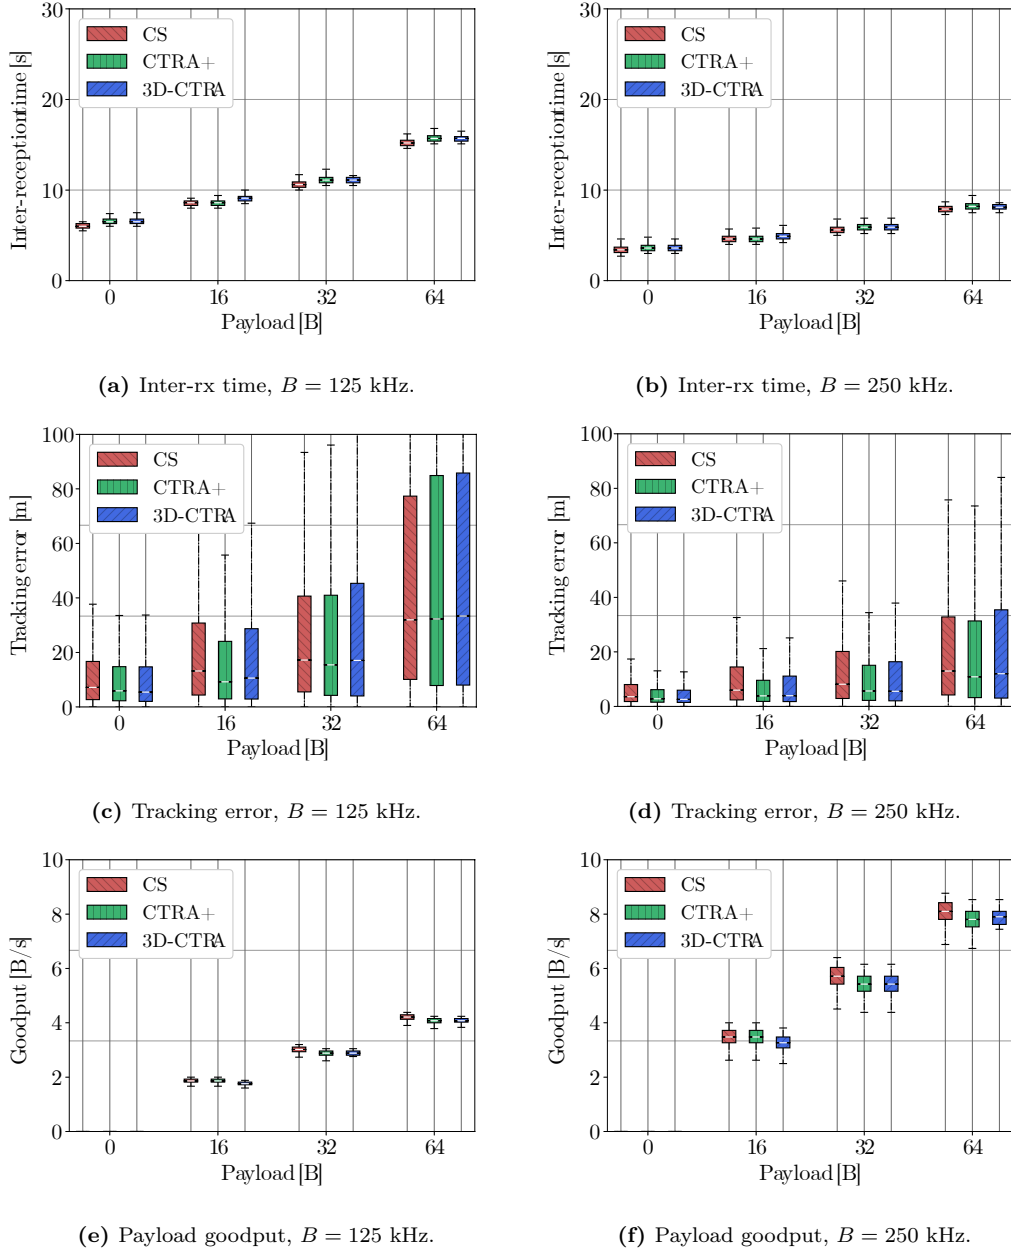 30
20
10
0
Inter-reception time [s]
CS
CTRA+
3D-CTRA
0 16 32 64
Payload [B]
(a) Inter-rx time, B = 125 kHz.
30
20
10
0
Inter-reception time [s]
CS
CTRA+
3D-CTRA
0 16 32 64
Payload [B]
(b) Inter-rx time, B = 250 kHz.
100
80
60
40
20
0
Tracking error [m]
CS
CTRA+
3D-CTRA
0 16 32 64
Payload [B]
(c) Tracking error, B = 125 kHz.
100
80
60
40
20
0
Tracking error [m]
CS
CTRA+
3D-CTRA
0 16 32 64
Payload [B]
(d) Tracking error, B = 250 kHz.
10
8
6
4
2
0
Goodput [B/s]
CS
CTRA+
3D-CTRA
0 16 32 64
Payload [B]
(e) Payload goodput, B = 125 kHz.
10
8
6
4
2
0
Goodput [B/s]
CS
CTRA+
3D-CTRA
0 16 32 64
Payload [B]
(f) Payload goodput, B = 250 kHz.